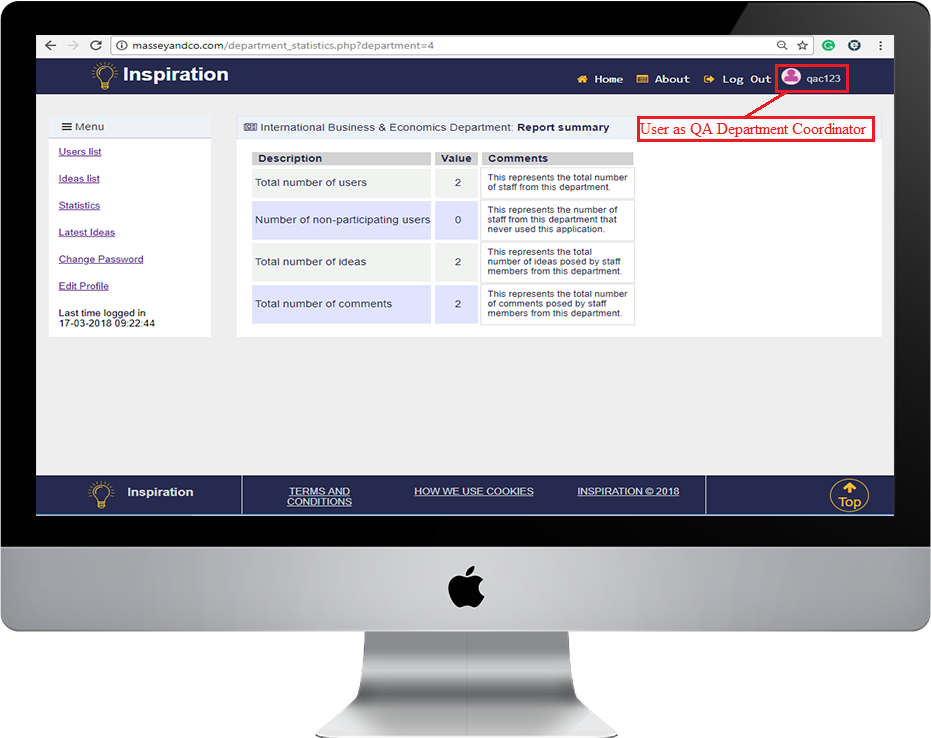 masseyandco.com/department_statistics.php?department=4
Inspiration
Home
About
Log Out
qac123
User as QA Department Coordinator
Menu
Users list
Ideas list
Statistics
Latest Ideas
Change Password
Edit Profile
Last time logged in
17-03-2018 09:22:44
International Business & Economics Department: Report summary
Description Value Comments
Total number of users 2
This represents the total number
of staff from this department.
Number of non-participating users 0
This represents the number of
staff from this department that
never used this application.
Total number of ideas 2
This represents the total
number of ideas posed by staff
members from this department.
Total number of comments 2
This represents the total number
of comments posed by staff
members from this department.
Inspiration
TERMS AND
CONDITIONS
HOW WE USE COOKIES
INSPIRATION © 2018
Top